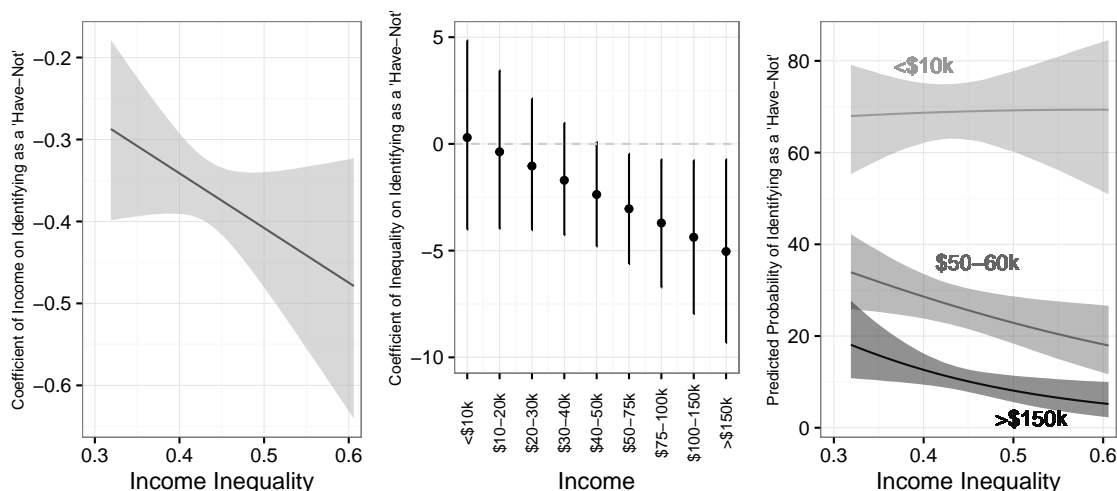 Coefficient of Income on Identifying as a 'Have−Not'
−0.2
−0.3
−0.4
−0.5
−0.6
0.3
0.4
0.5
0.6
Income Inequality
Coefficient of Inequality on Identifying as a 'Have−Not'
5
0
−5
−10
<$10k
$10−20k
$20−30k
$30−40k
$40−50k
$50−75k
$75−100k
$100−150k
>$150k
Income
Predicted Probability of Identifying as a 'Have−Not'
80
60
40
20
0
<$10k
$50−60k
>$150k
0.3
0.4
0.5
0.6
Income Inequality